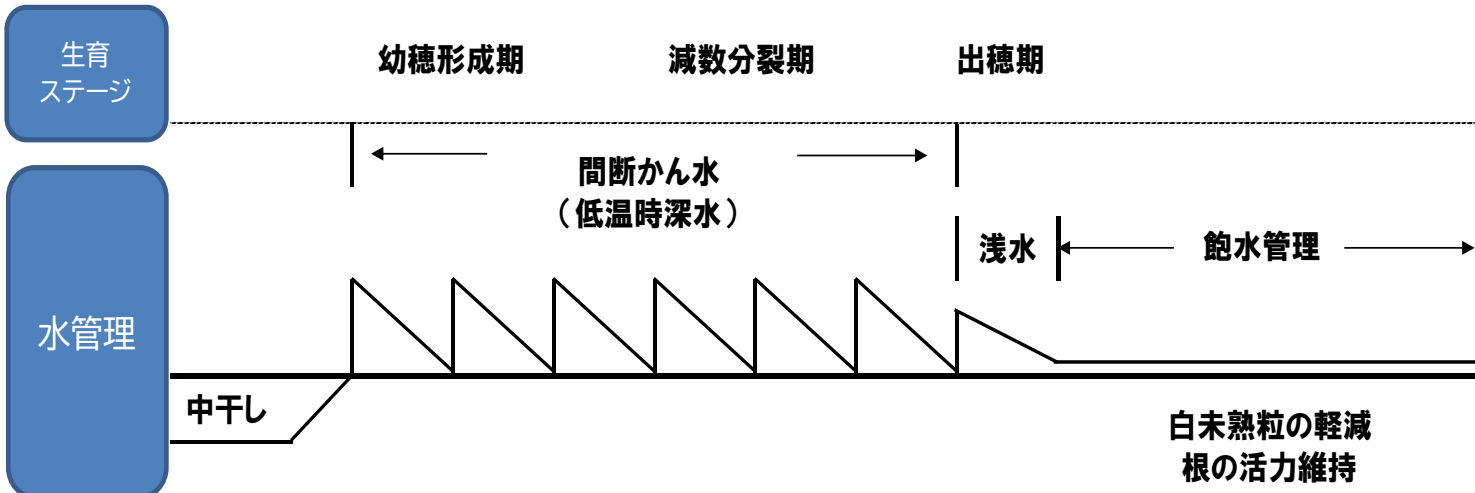 生育
ステージ
幼穂形成期 減数分裂期 出穂期
間断かん水
(低温時深水)
浅水 飽水管理
水管理
中干し
白未熟粒の軽減
根の活力維持